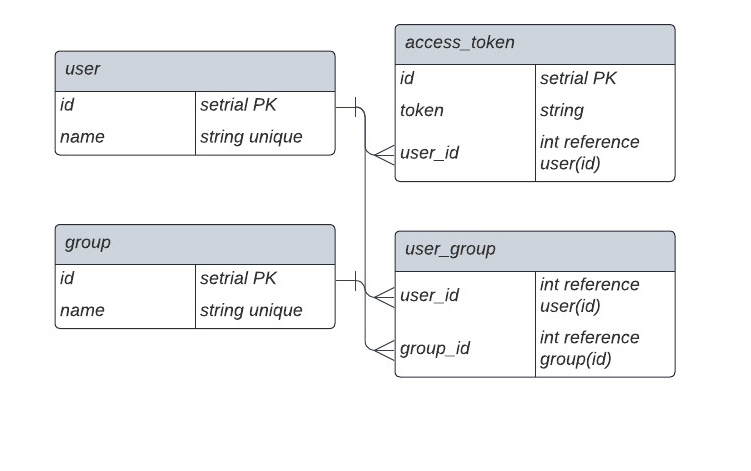 user
id setrial PK
name string unique
access_token
id setrial PK
token string
user_id int reference
user(id)
group
id setrial PK
name string unique
user_group
user_id int reference
user(id)
group_id int reference
group(id)